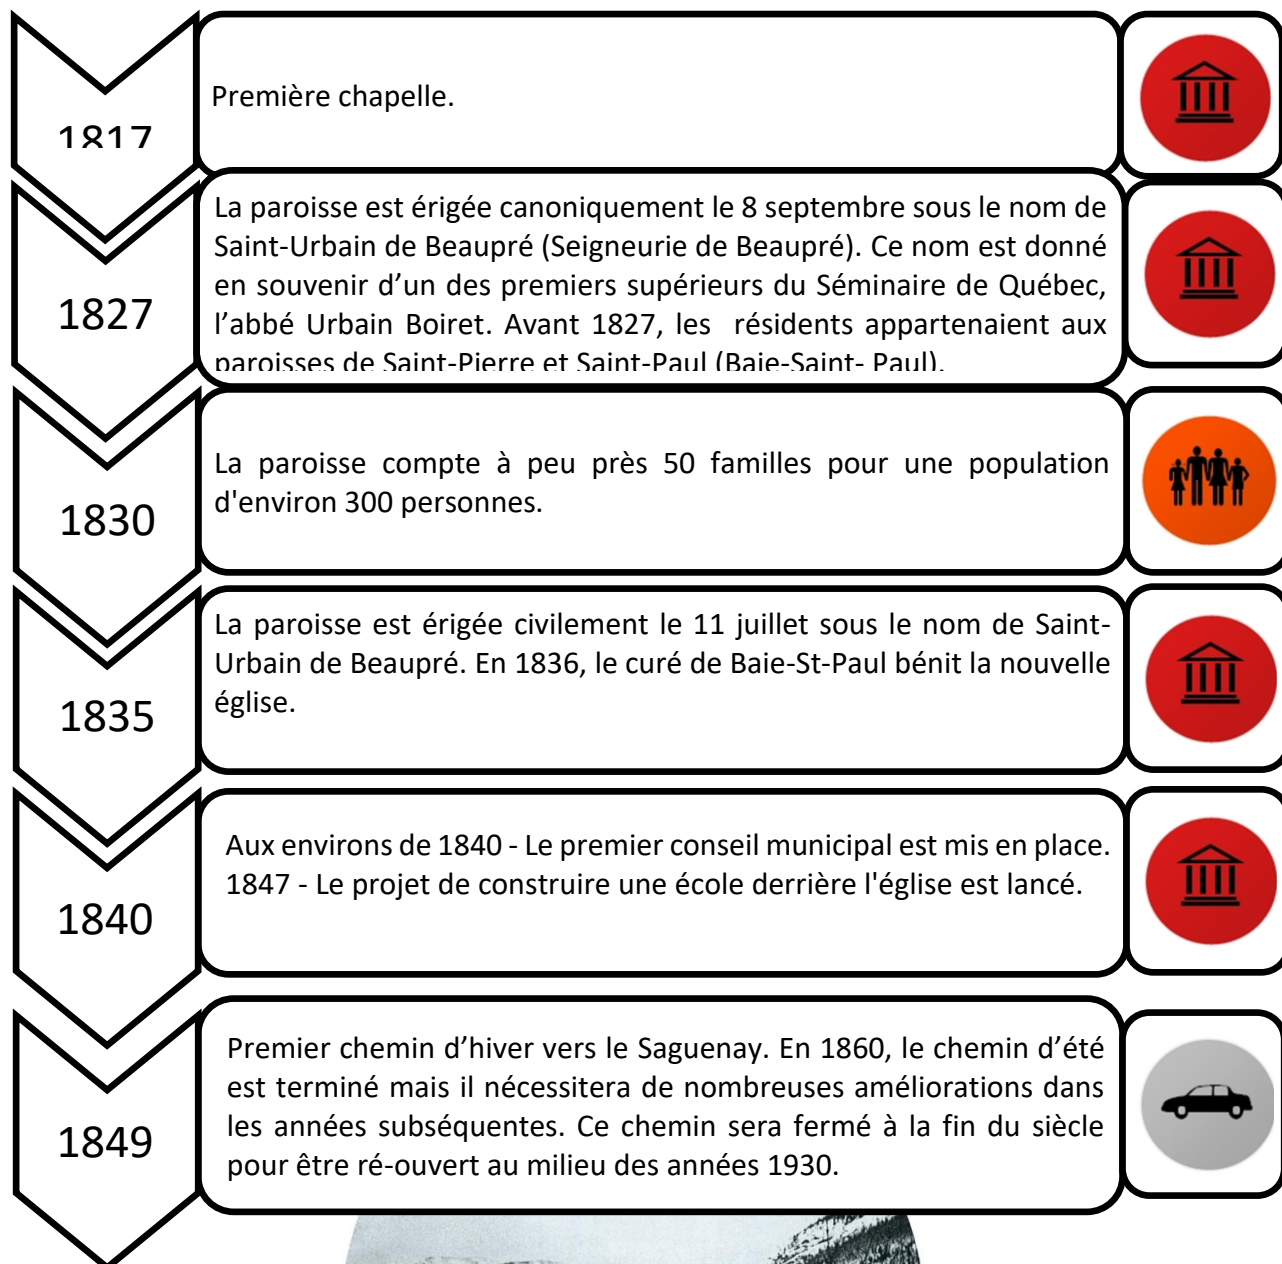 Première chapelle.
1817
La paroisse est érigée canoniquement le 8 septembre sous le nom de
Saint-Urbain de Beaupré (Seigneurie de Beaupré). Ce nom est donné
en souvenir d’un des premiers supérieurs du Séminaire de Québec,
l’abbé Urbain Boiret. Avant 1827, les résidents appartenaient aux
paroisses de Saint-Pierre et Saint-Paul (Baie-Saint- Paul).
1827
La paroisse compte à peu près 50 familles pour une population
d'environ 300 personnes.
1830
La paroisse est érigée civilement le 11 juillet sous le nom de Saint-
Urbain de Beaupré. En 1836, le curé de Baie-St-Paul bénit la nouvelle
église.
1835
Aux environs de 1840 - Le premier conseil municipal est mis en place.
1847 - Le projet de construire une école derrière l'église est lancé.
1840
Premier chemin d’hiver vers le Saguenay. En 1860, le chemin d’été
est terminé mais il nécessitera de nombreuses améliorations dans
les années subséquentes. Ce chemin sera fermé à la fin du siècle
pour être ré-ouvert au milieu des années 1930.
1849